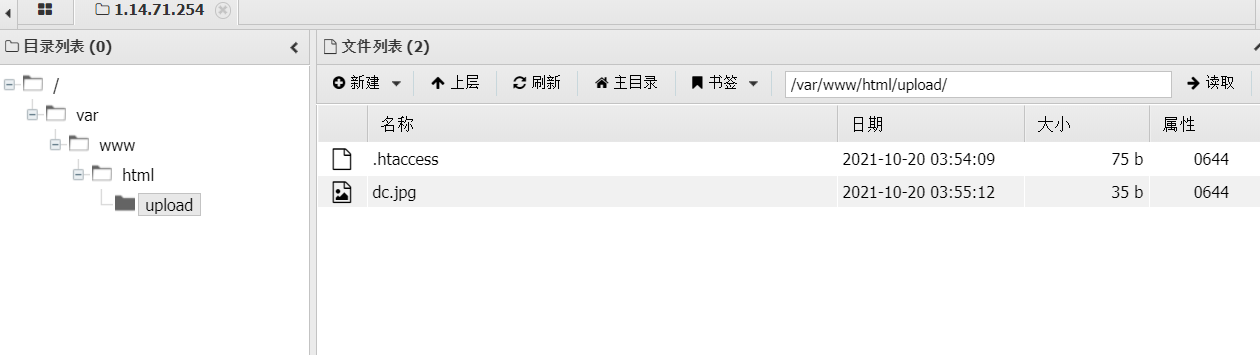 1.14.71.254
目录列表 (0)
文件列表 (2)
新建 上层 刷新 主目录 书签 /var/www/html/upload/ 读取
/
var
www
html
upload
名称 日期 大小 属性
.htaccess 2021-10-20 03:54:09 75 b 0644
dc.jpg 2021-10-20 03:55:12 35 b 0644